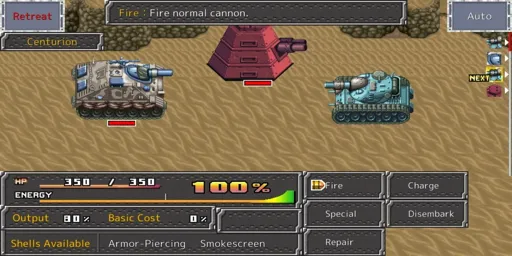 Retreat
Fire : Fire normal cannon.
Auto
Centurion
NEXT
HP 350 / 350
ENERGY
100%
Output 80 %
Basic Cost 0 %
Shells Available Armor-Piercing Smokescreen
Fire
Charge
Special
Disembark
Repair